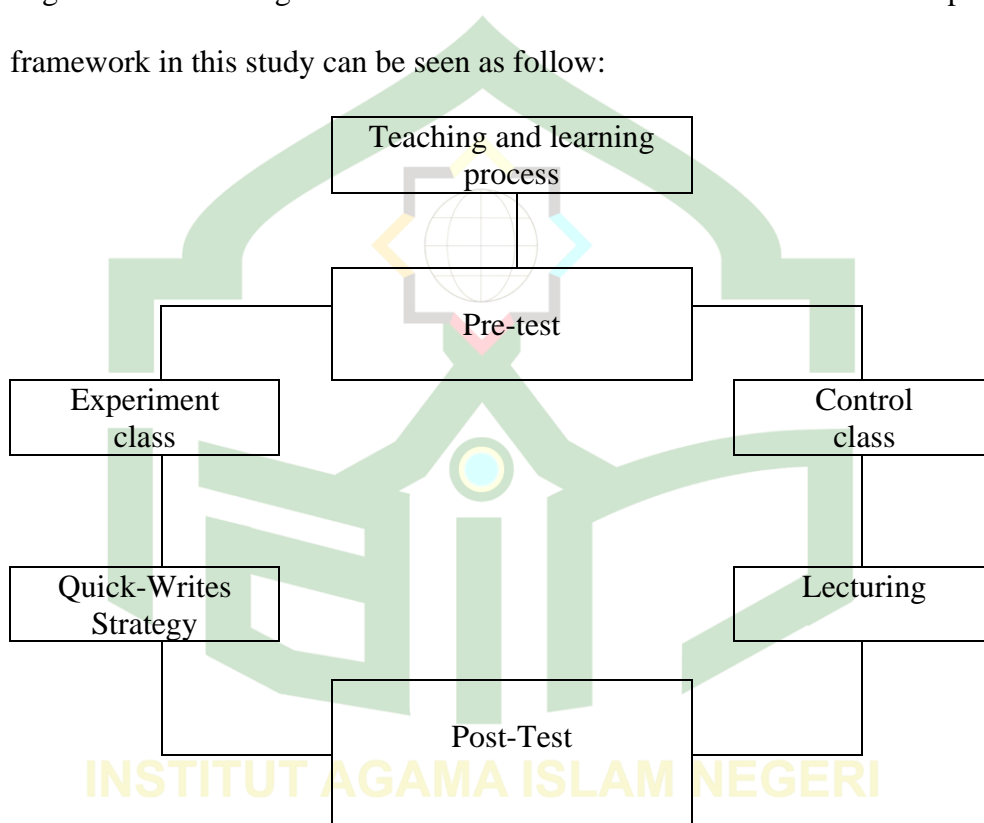 framework in this study can be seen as follow:
Teaching and learning
process
Pre-test
Experiment
class
Control
class
Quick-Writes
Strategy
Lecturing
Post-Test
INSTITUT AGAMA ISLAM NEGERI